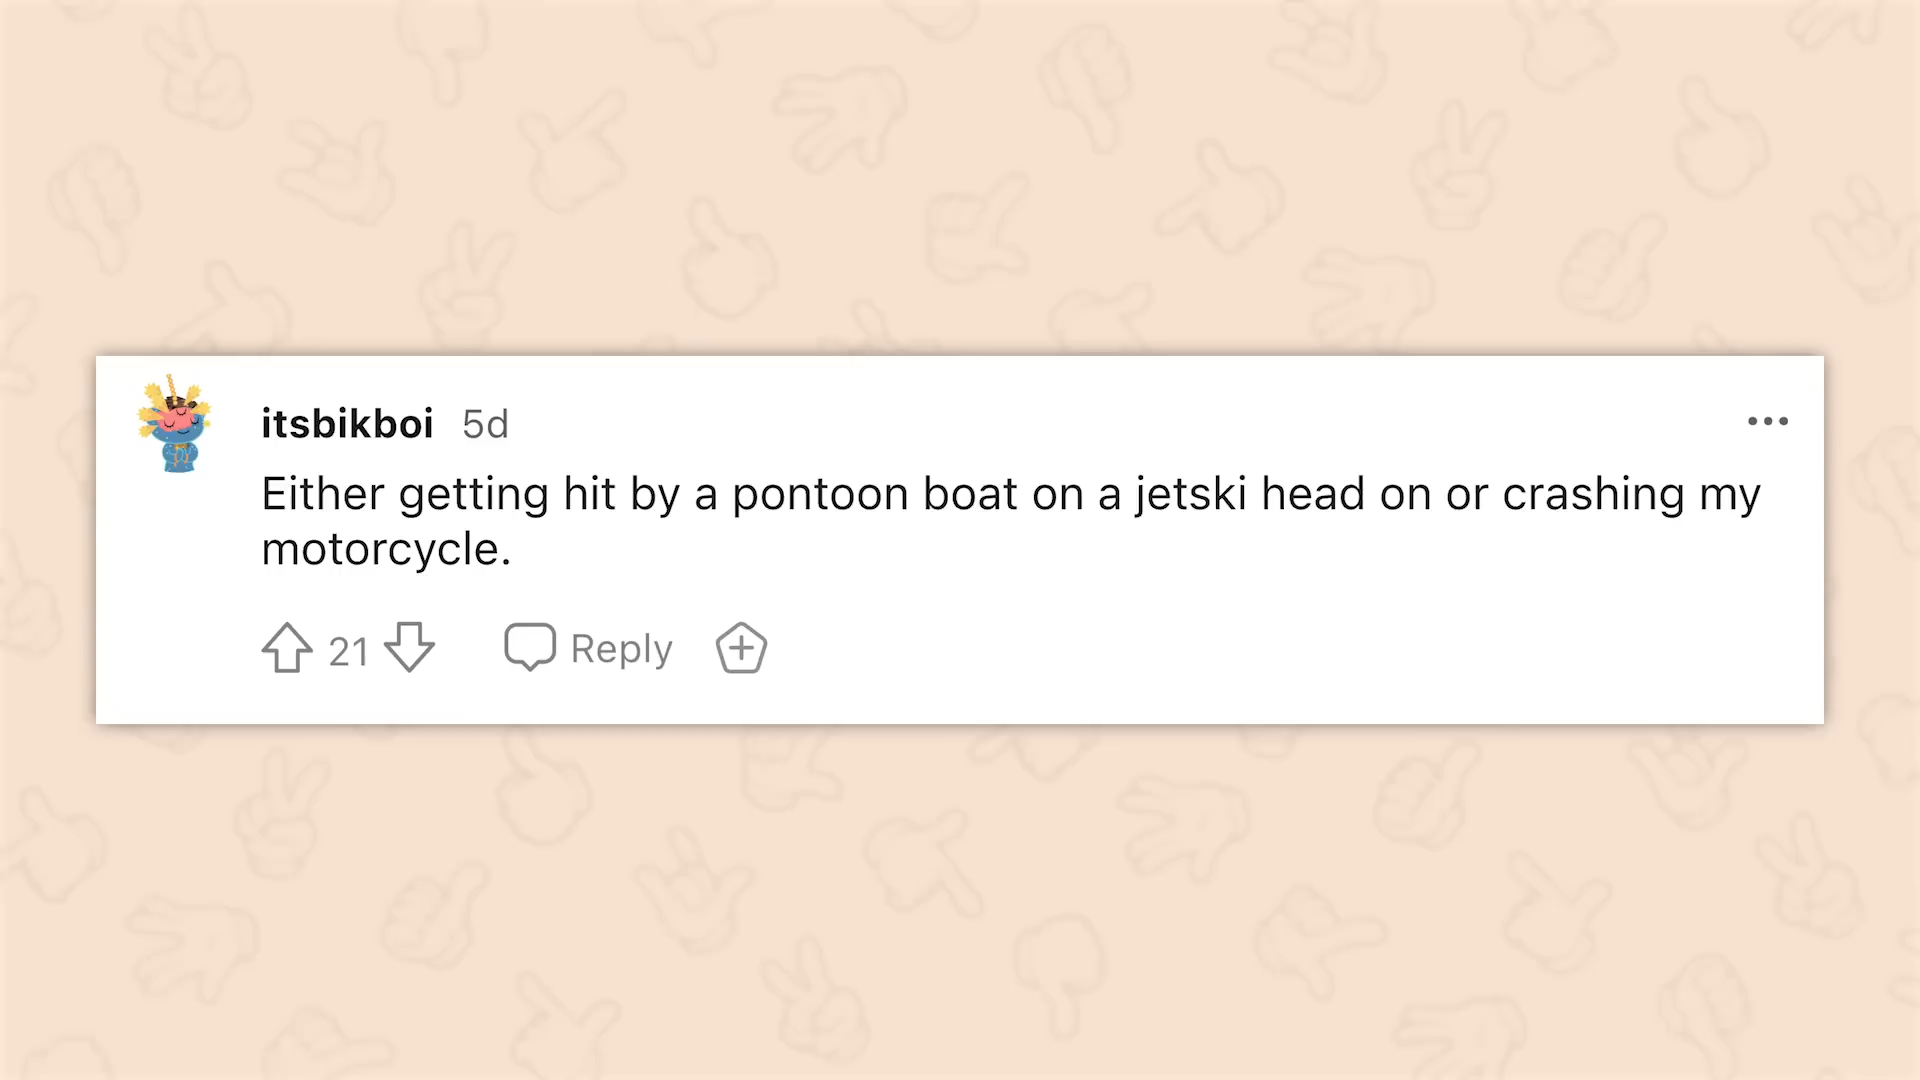 itsbikboi 5d
Either getting hit by a pontoon boat on a jetski head on or crashing my
motorcycle.
21 Reply